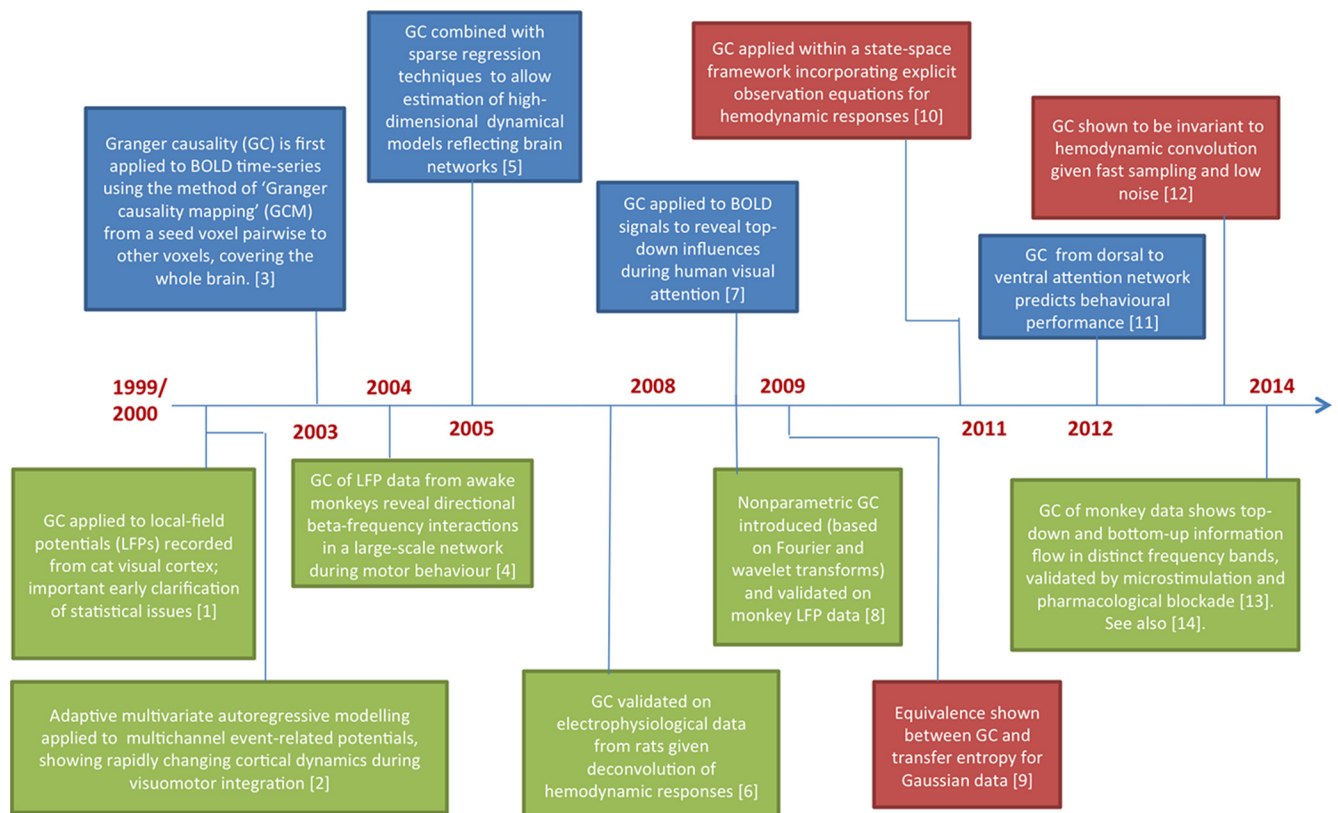 GC combined with
sparse regression
techniques to allow
estimation of high-
dimensional dynamical
models reflecting brain
networks [5]
GC applied within a state-space
framework incorporating explicit
observation equations for
hemodynamic responses [10]
GC shown to be invariant to
hemodynamic convolution
given fast sampling and low
noise [12]
Granger causality (GC) is first
applied to BOLD time-series
using the method of ‘Granger
causality mapping’ (GCM)
from a seed voxel pairwise to
other voxels, covering the
whole brain. [3]
GC applied to BOLD
signals to reveal top-
down influences
during human visual
attention [7]
GC from dorsal to
ventral attention network
predicts behavioural
performance [11]
1999/
2000
2003
2004
2005
2008
2009
2011
2012
2014
GC applied to local-field
potentials (LFPs) recorded
from cat visual cortex;
important early clarification
of statistical issues [1]
GC of LFP data from awake
monkeys reveal directional
beta-frequency interactions
in a large-scale network
during motor behaviour [4]
Nonparametric GC
introduced (based
on Fourier and
wavelet transforms)
and validated on
monkey LFP data [8]
GC of monkey data shows top-
down and bottom-up information
flow in distinct frequency bands,
validated by microstimulation and
pharmacological blockade [13].
See also [14].
Adaptive multivariate autoregressive modelling
applied to multichannel event-related potentials,
showing rapidly changing cortical dynamics during
visuomotor integration [2]
GC validated on
electrophysiological data
from rats given
deconvolution of
hemodynamic responses [6]
Equivalence shown
between GC and
transfer entropy for
Gaussian data [9]